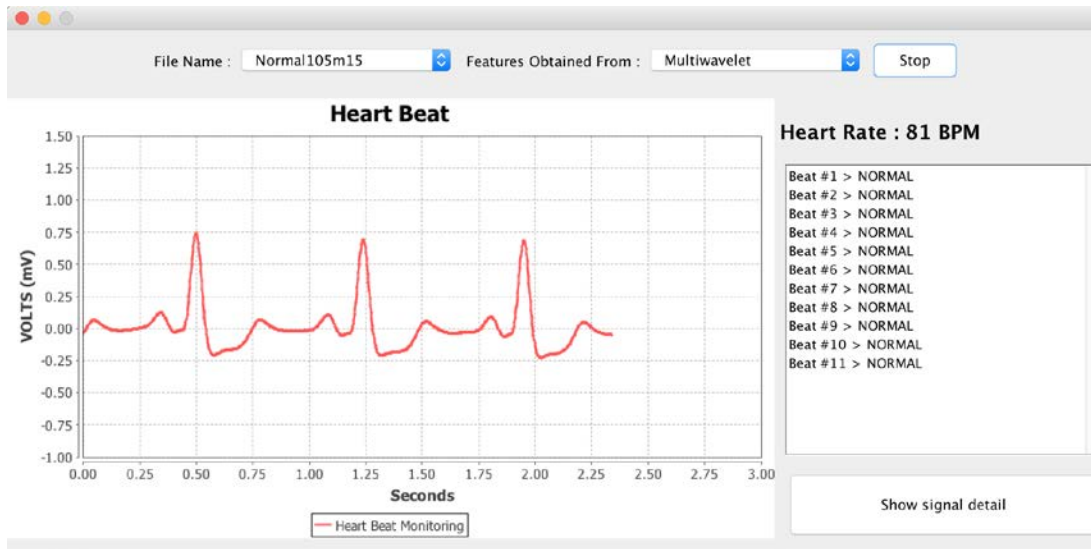 File Name : Normal105m15 Features Obtained From : Multiwavelet Stop
Heart Beat
1.50
1.25
1.00
0.75
0.50
0.25
0.00
-0.25
-0.50
-0.75
-1.00
VOLTS (mV)
0.00 0.25 0.50 0.75 1.00 1.25 1.50 1.75 2.00 2.25 2.50 2.75 3.00
Seconds
Heart Beat Monitoring
Heart Rate : 81 BPM
Beat #1 > NORMAL
Beat #2 > NORMAL
Beat #3 > NORMAL
Beat #4 > NORMAL
Beat #5 > NORMAL
Beat #6 > NORMAL
Beat #7 > NORMAL
Beat #8 > NORMAL
Beat #9 > NORMAL
Beat #10 > NORMAL
Beat #11 > NORMAL
Show signal detail